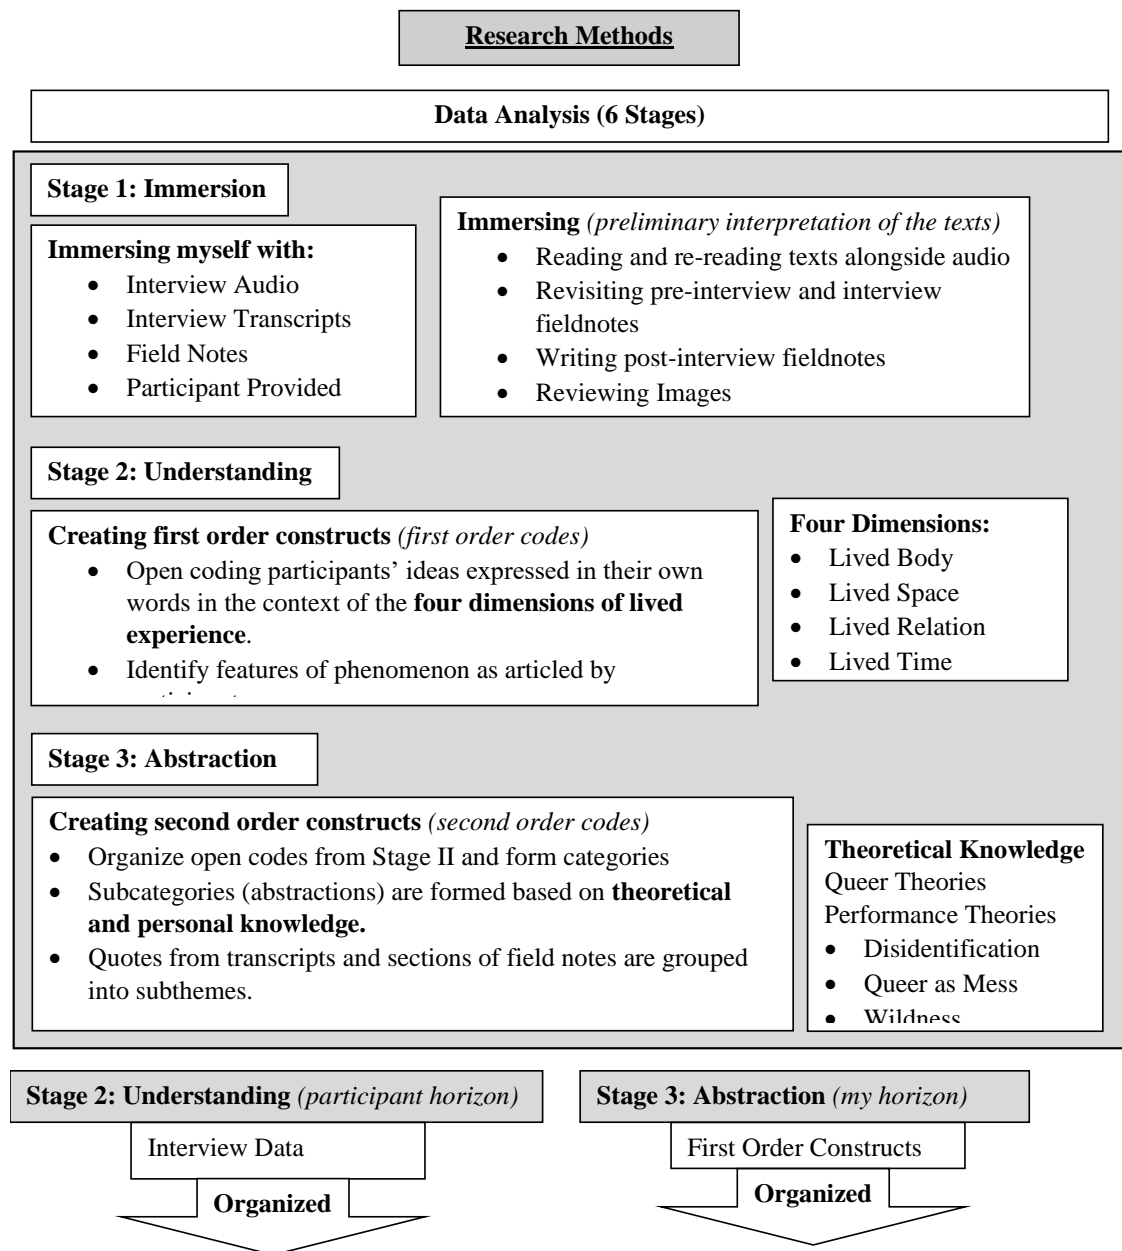 Research Methods
Data Analysis (6 Stages)
Stage 1: Immersion
Immersing myself with:
• Interview Audio
• Interview Transcripts
• Field Notes
• Participant Provided
Immersing (preliminary interpretation of the texts)
• Reading and re-reading texts alongside audio
• Revisiting pre-interview and interview
fieldnotes
• Writing post-interview fieldnotes
• Reviewing Images
Stage 2: Understanding
Creating first order constructs (first order codes)
• Open coding participants’ ideas expressed in their own
words in the context of the four dimensions of lived
experience.
• Identify features of phenomenon as articled by
Four Dimensions:
• Lived Body
• Lived Space
• Lived Relation
• Lived Time
Stage 3: Abstraction
Creating second order constructs (second order codes)
• Organize open codes from Stage II and form categories
• Subcategories (abstractions) are formed based on theoretical
and personal knowledge.
• Quotes from transcripts and sections of field notes are grouped
into subthemes.
Theoretical Knowledge
Queer Theories
Performance Theories
• Disidentification
• Queer as Mess
• Wildness
Stage 2: Understanding (participant horizon)
Interview Data
Organized
Stage 3: Abstraction (my horizon)
First Order Constructs
Organized